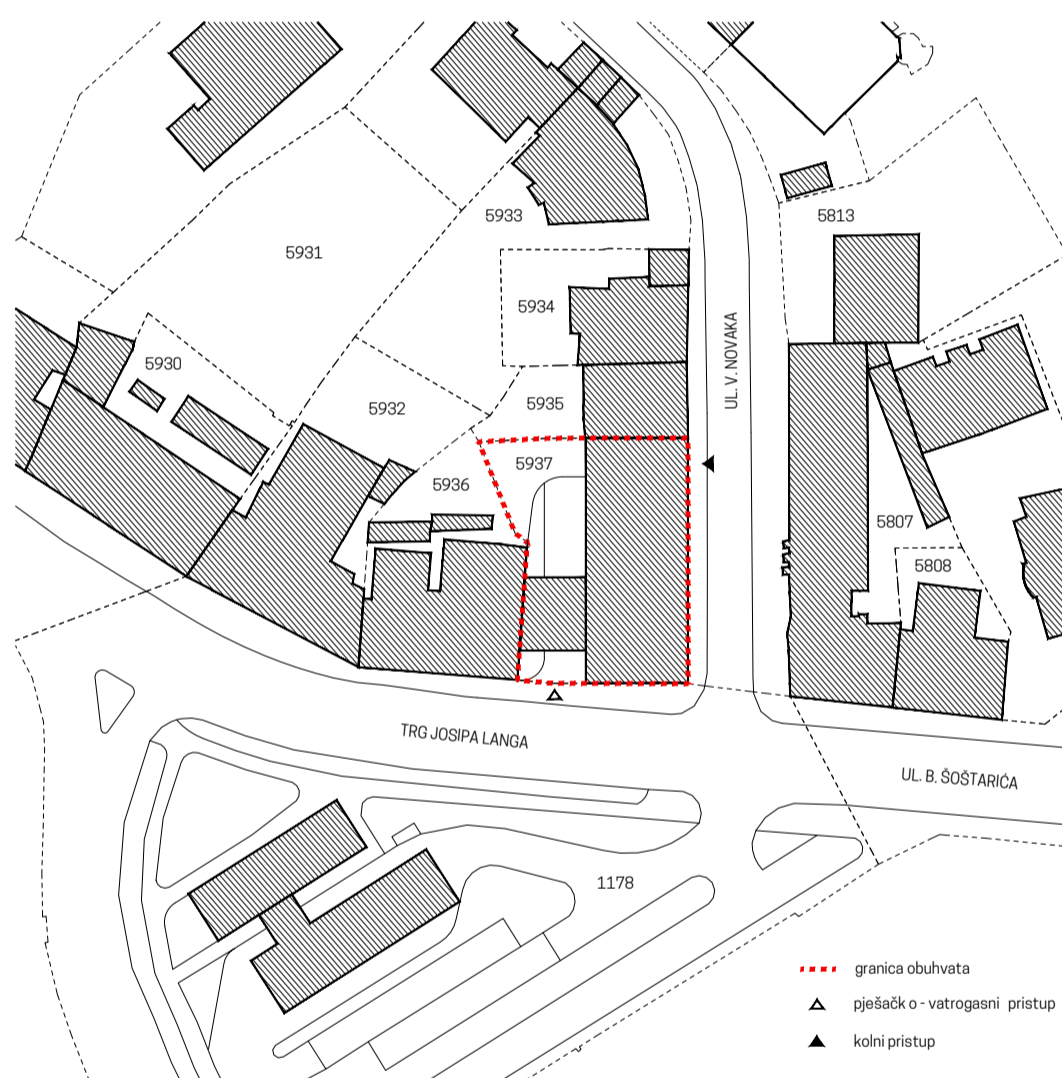 5933
5813
5931
5934
UL. V. NOVAKA
5930
5932
5935
5937
5936
5807
5808
TRG JOSIPA LANGA
UL. B. ŠOŠTARIĆA
1178
granica obuhvata
pješačk o - vatrogasni pristup
kolni pristup